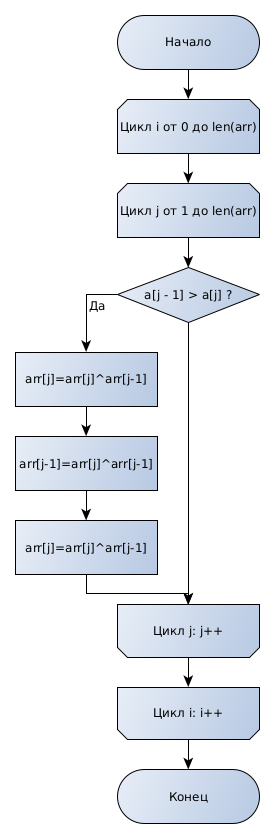 Начало
Цикл i от 0 до len(arr)
Цикл j от 1 до len(arr)
a[j - 1] > a[j] ?
Да
arr[j]=arr[j]^arr[j-1]
arr[j-1]=arr[j]^arr[j-1]
arr[j]=arr[j]^arr[j-1]
Цикл j: j++
Цикл i: i++
Конец